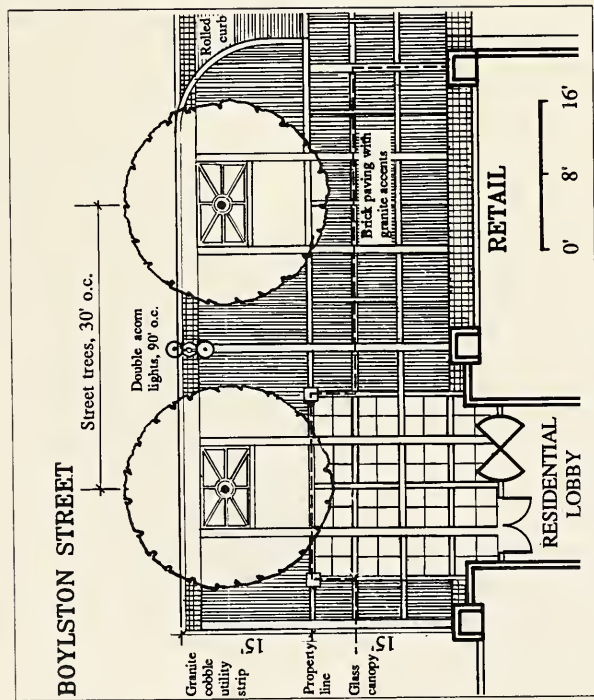 BOYLSTON STREET
Street trees, 30' o.c.
Rolled
curb
Double acorn
lights, 90' o.c.
Granite
cobble
utility
strip
15'
Property
line
15'
Glass
canopy
Brick paving with
granite accents
RESIDENTIAL
LOBBY
RETAIL
0' 8' 16'